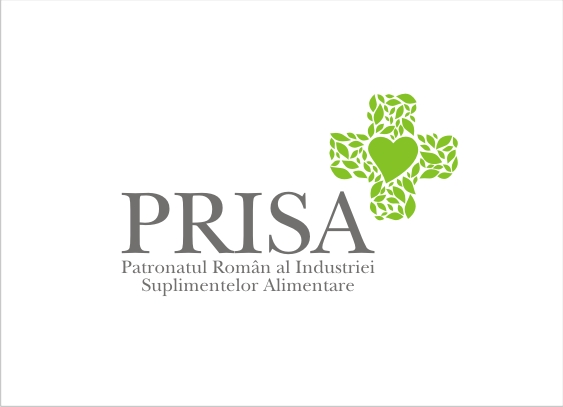 PRISA
Patronatul Român al Industriei
Suplimentelor Alimentare